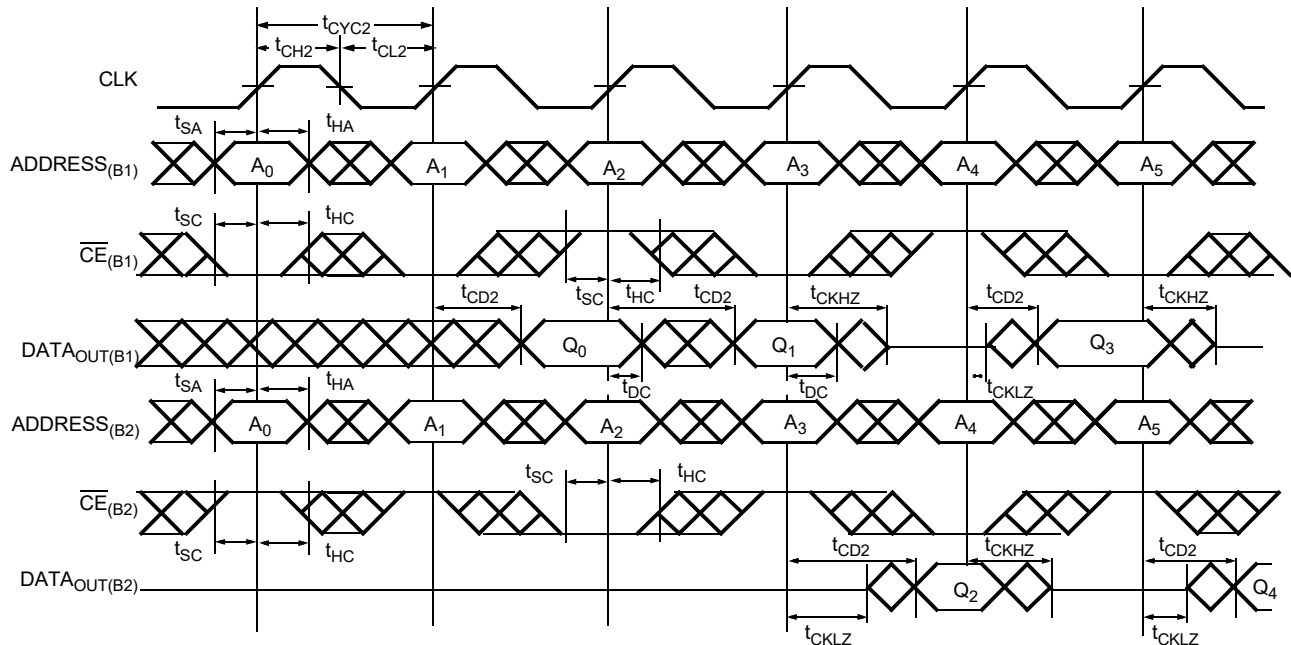 tCYC2
tCH2 tCL2
CLK
tSA tHA
ADDRESS(B1) A0 A1 A2 A3 A4 A5
tSC tHC
CE(B1)
tSC tHC
tCD2 tCD2 tCKHZ tCD2 tCKHZ
DATAOUT(B1) Q0 Q1 Q3
tDC tDC tCKLZ
tSA tHA
ADDRESS(B2) A0 A1 A2 A3 A4 A5
tSC tHC
CE(B2)
tSC tHC
tCD2 tCKHZ tCD2
DATAOUT(B2) Q2 Q4
tCKLZ tCKLZ